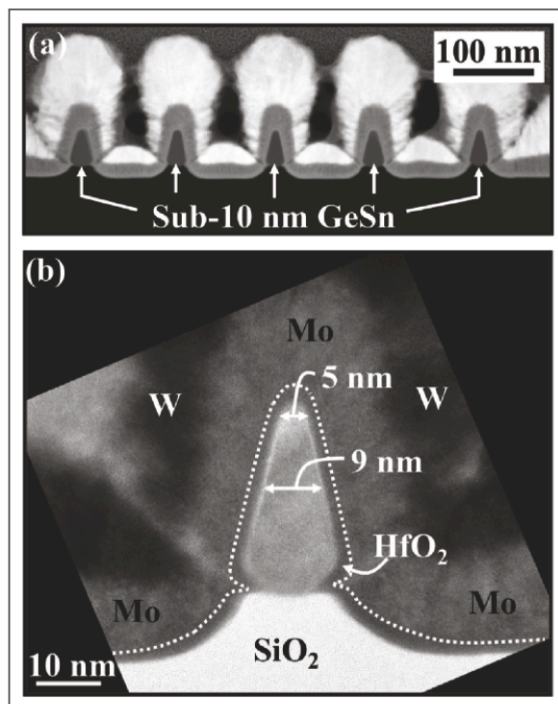 (a)
100 nm
Sub-10 nm GeSn
(b)
Mo
5 nm
W
W
9 nm
HfO₂
Mo
Mo
SiO₂
10 nm